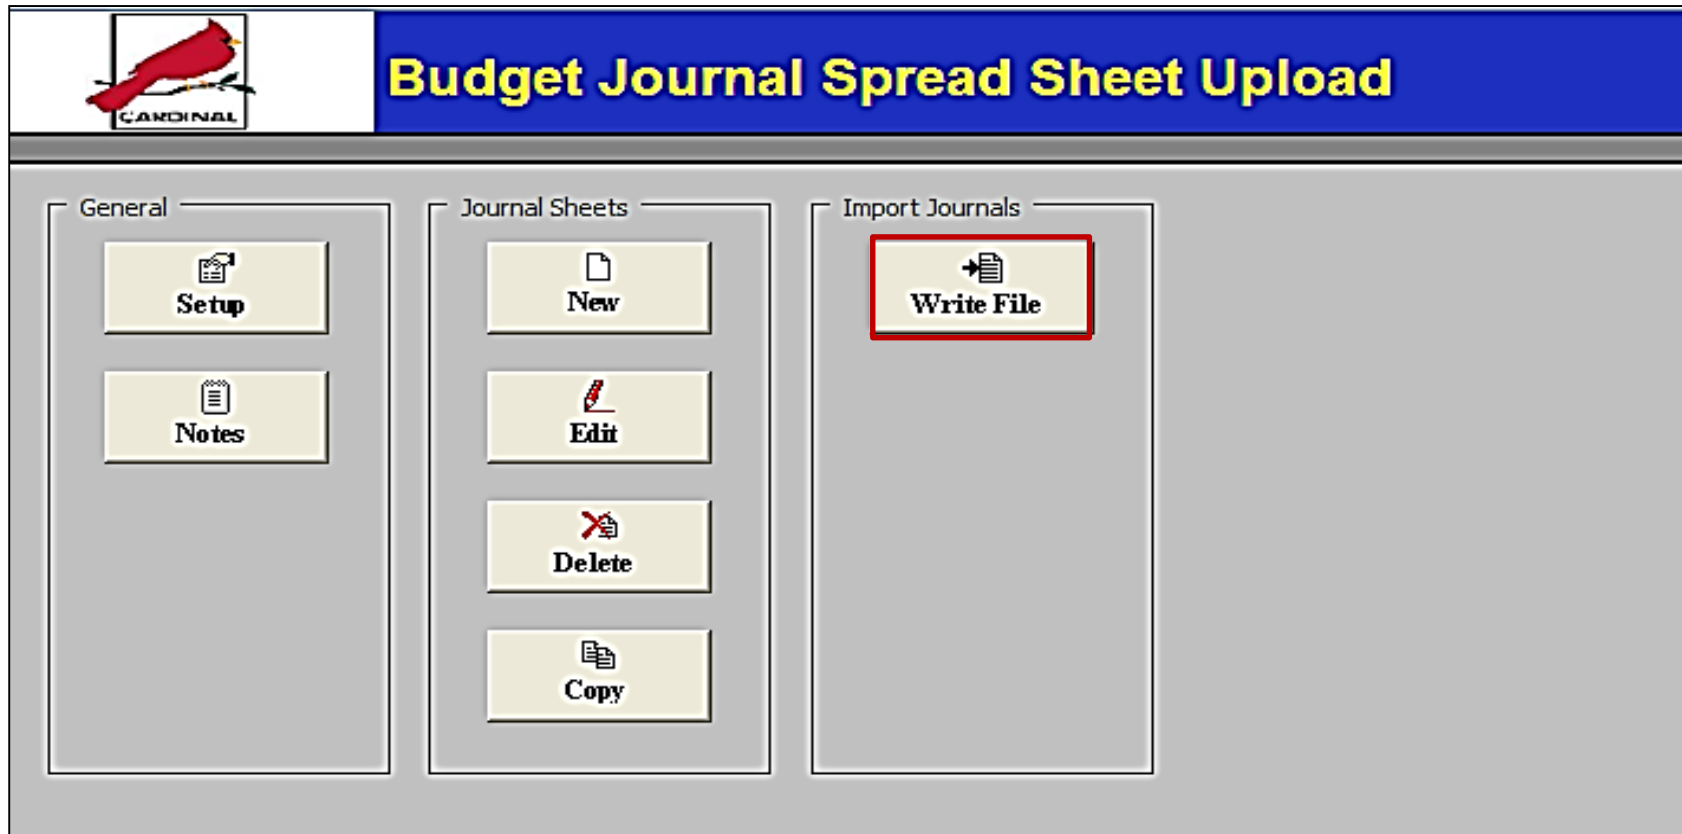 CARDINAL
Budget Journal Spread Sheet Upload
General
Setup
Notes
Journal Sheets
New
Edit
Delete
Copy
Import Journals
Write File